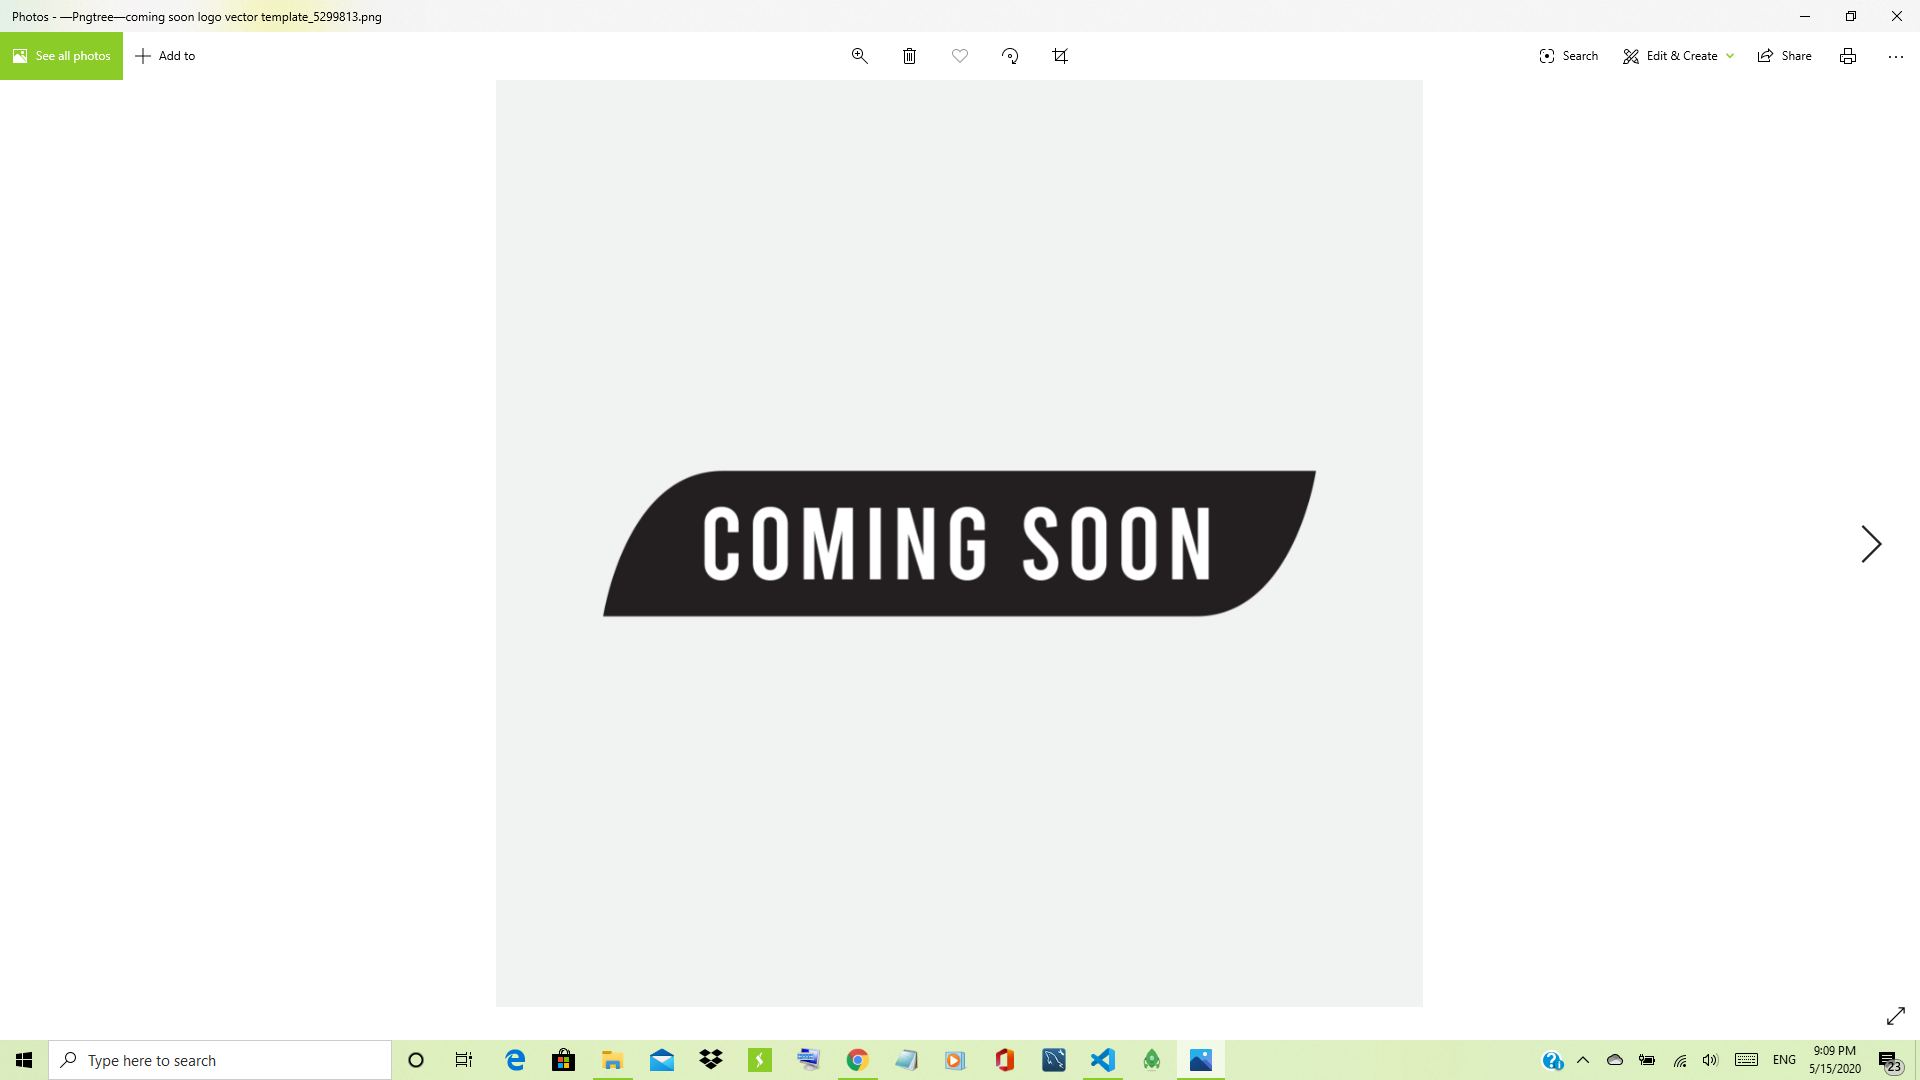 Photos - —Pngtree—coming soon logo vector template_5299813.png
See all photos
Add to
Search
Edit & Create
Share
COMING SOON
Type here to search
ENG
9:09 PM
5/15/2020
23